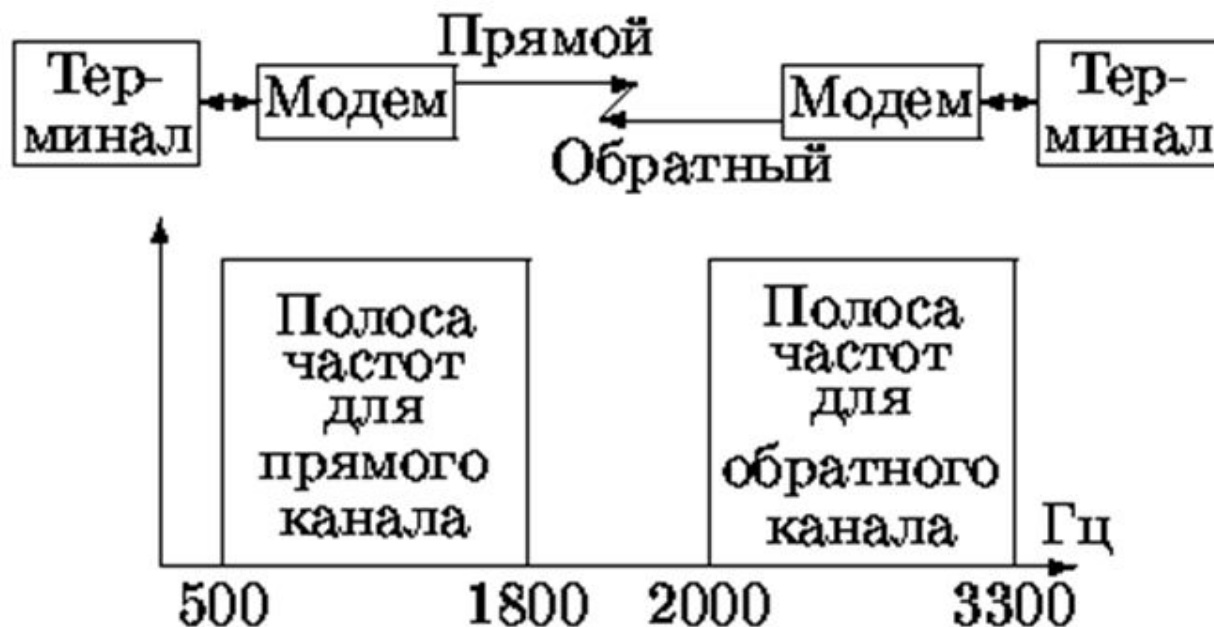 Прямой
Тер-
минал
Модем
Модем
Тер-
минал
Обратный
Полоса
частот
для
прямого
канала
Полоса
частот
для
обратного
канала
Гц
500
1800
2000
3300